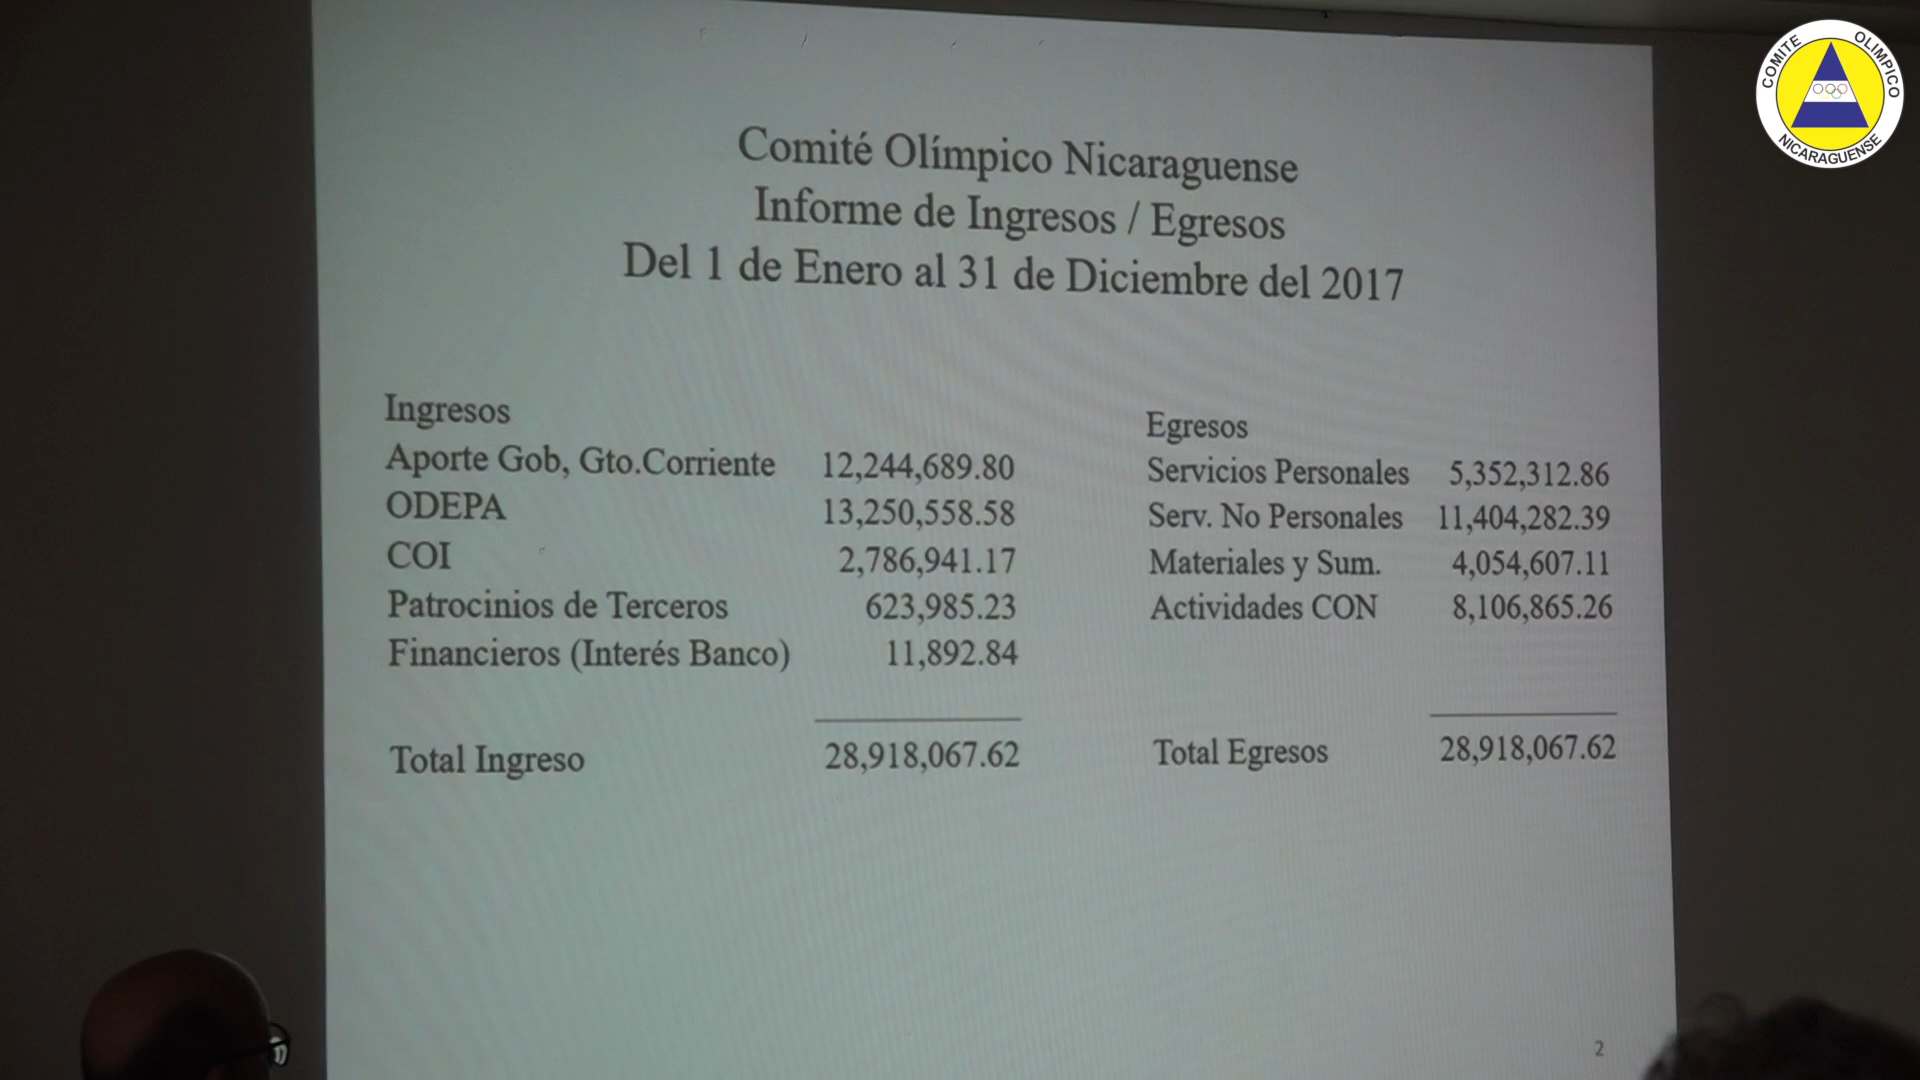 Comité Olímpico Nicaraguense
Informe de Ingresos / Egresos
Del 1 de Enero al 31 de Diciembre del 2017
Ingresos
Aporte Gob, Gto.Corriente 12,244,689.80
ODEPA 13,250,558.58
COI 2,786,941.17
Patrocinios de Terceros 623,985.23
Financieros (Interés Banco) 11,892.84
Total Ingreso 28,918,067.62
Egresos
Servicios Personales 5,352,312.86
Serv. No Personales 11,404,282.39
Materiales y Sum. 4,054,607.11
Actividades CON 8,106,865.26
Total Egresos 28,918,067.62
2
COMITE OLIMPICO
NICARAGUENSE